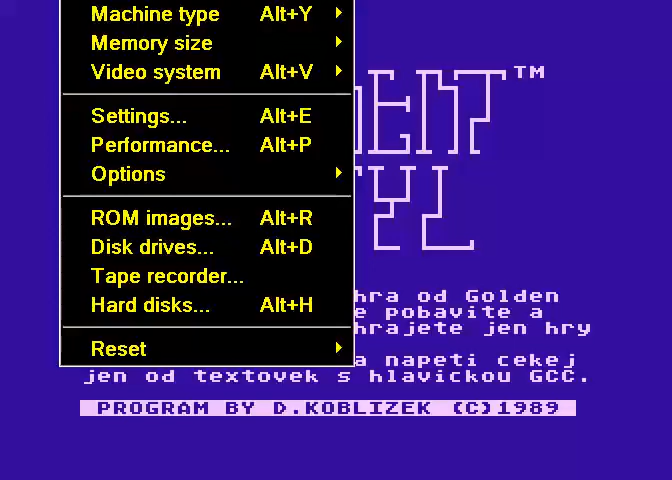 Machine type Alt+Y
Memory size
Video system Alt+V
Settings... Alt+E
Performance... Alt+P
Options
ROM images... Alt+R
Disk drives... Alt+D
Tape recorder...
Hard disks... Alt+H
Reset
TM
hra od Golden
e pobavite a
hrajete jen hry
a napeti cekej
jen od textovek s hlavickou GCC.
PROGRAM BY D.KOBLIZEK (C)1989